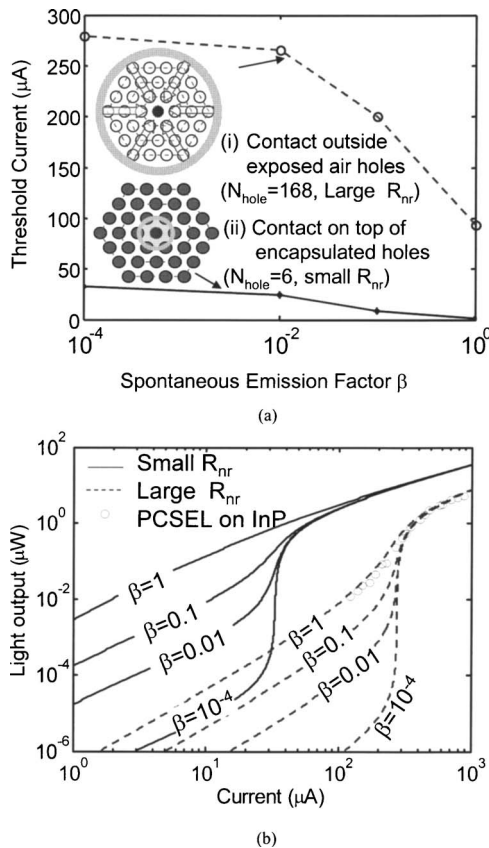 300
250
200
150
100
50
0
Threshold Current (μA)
(i) Contact outside
exposed air holes
(N_hole=168, Large R_nr)
(ii) Contact on top of
encapsulated holes
(N_hole=6, small R_nr)
10^-4
10^-2
10^0
Spontaneous Emission Factor β
(a)
10^2
10^0
10^-2
10^-4
10^-6
Light output (μW)
Small R_nr
Large R_nr
PCSEL on InP
β=1
β=0.1
β=0.01
β=10^-4
β=1
β=0.1
β=0.01
β=10^-4
10^0
10^1
10^2
10^3
Current (μA)
(b)